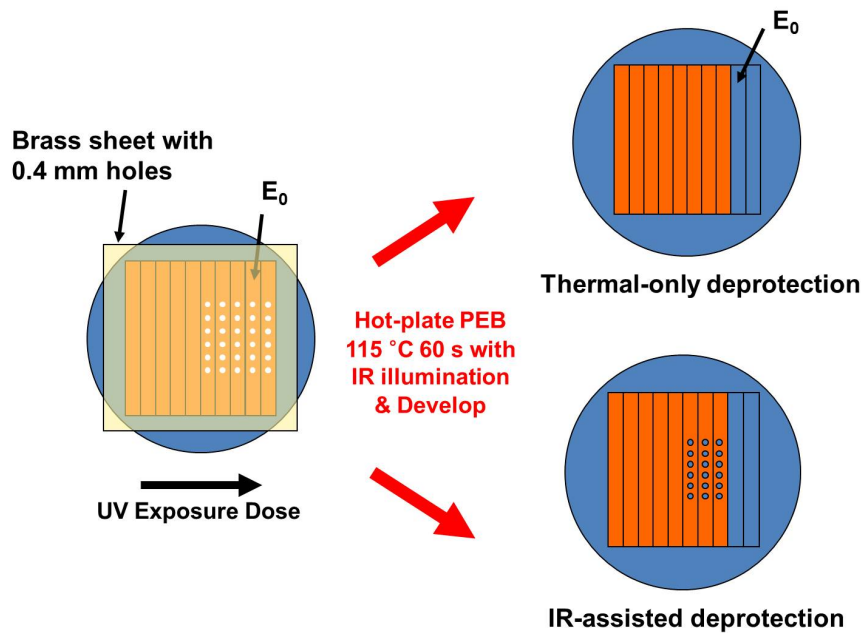 Brass sheet with
0.4 mm holes
E₀
UV Exposure Dose
Hot-plate PEB
115 °C 60 s with
IR illumination
& Develop
E₀
Thermal-only deprotection
IR-assisted deprotection